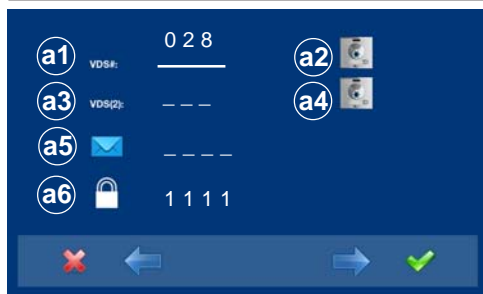 a1 VDS#: 028 a2
a3 VDS(2): _ _ _ a4
a5 _ _ _ _
a6 1111